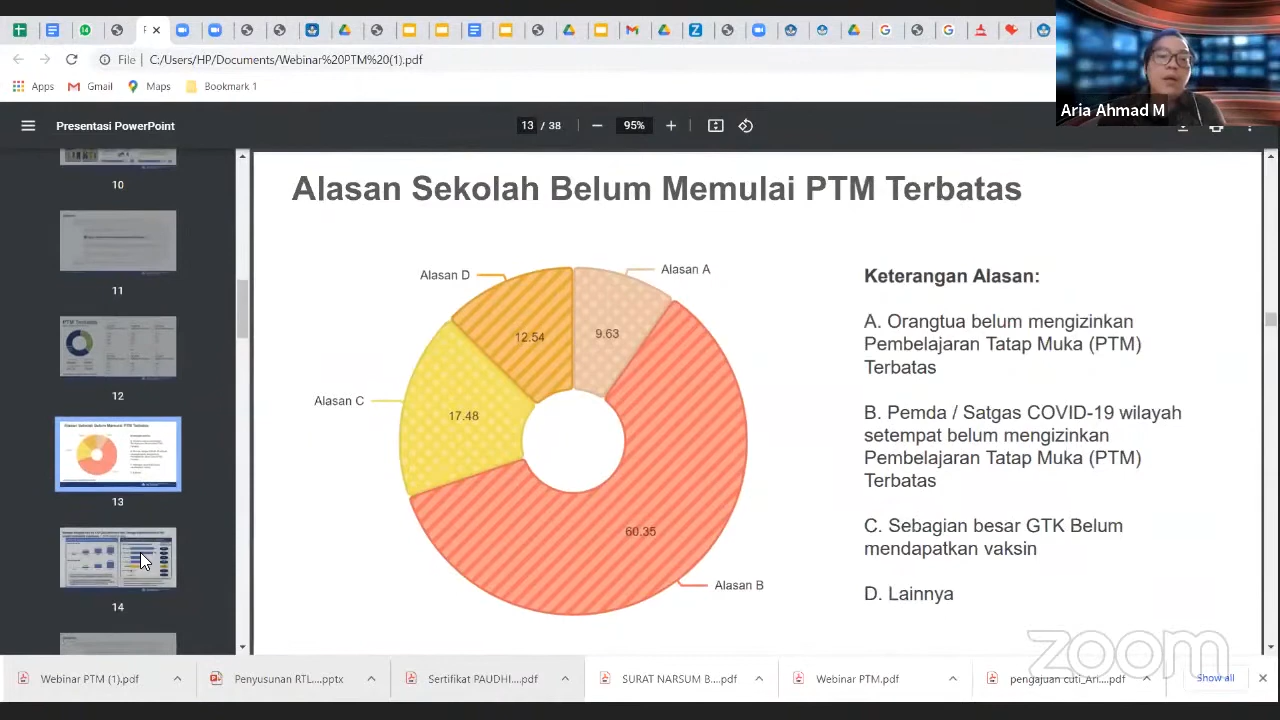 File C:/Users/HP/Documents/Webinar%20PTM%20(1).pdf
Apps Gmail Maps Bookmark 1
Aria Ahmad M
Presentasi PowerPoint 13 / 38 95%
10
11
12
13
14
Alasan Sekolah Belum Memulai PTM Terbatas
Alasan D
Alasan A
12.54
9.63
Alasan C
17.48
60.35
Alasan B
Keterangan Alasan:
A. Orangtua belum mengizinkan
Pembelajaran Tatap Muka (PTM)
Terbatas
B. Pemda / Satgas COVID-19 wilayah
setempat belum mengizinkan
Pembelajaran Tatap Muka (PTM)
Terbatas
C. Sebagian besar GTK Belum
mendapatkan vaksin
D. Lainnya
zoom
Webinar PTM (1).pdf
Penyusunan RTL....pptx
Sertifikat PAUDHI....pdf
SURAT NARSUM B....pdf
Webinar PTM.pdf
pengajuan cuti_Ari....pdf
Show all